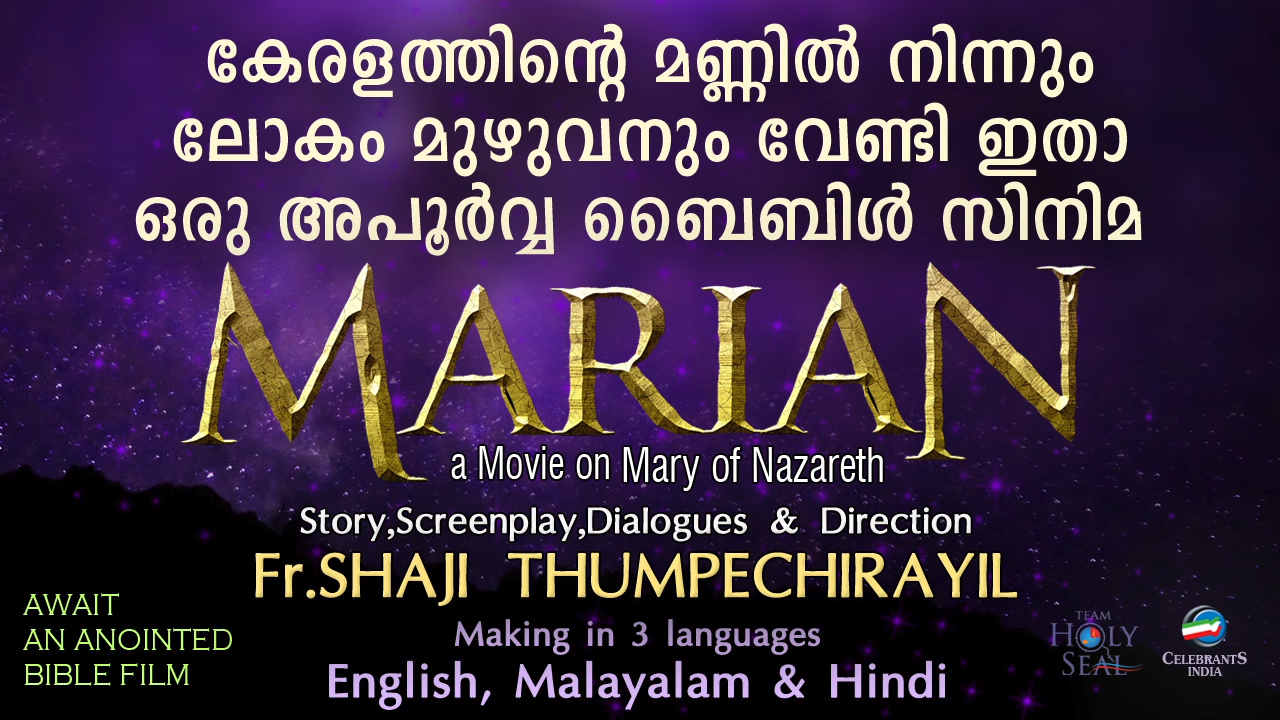 കേരളത്തിന്റെ മണ്ണിൽ നിന്നും
ലോകം മുഴുവനും വേണ്ടി ഇതാ
ഒരു അപൂർവ്വ ബൈബിൾ സിനിമ
MARIAN
a Movie on Mary of Nazareth
Story,Screenplay,Dialogues & Direction
Fr.SHAJI THUMPECHIRAYIL
Making in 3 languages
English, Malayalam & Hindi
AWAIT
AN ANOINTED
BIBLE FILM
TEAM
HOLY
SEAL
CELEBRANTS
INDIA